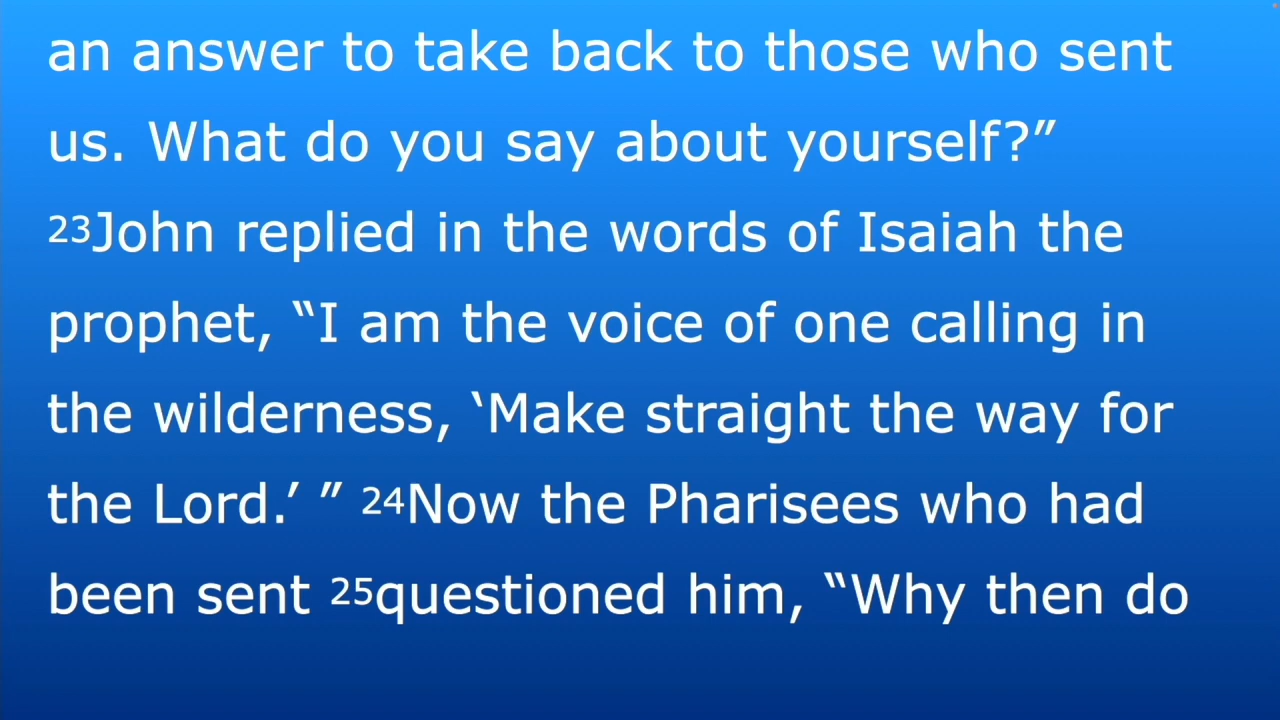 an answer to take back to those who sent
us. What do you say about yourself?”
²³John replied in the words of Isaiah the
prophet, “I am the voice of one calling in
the wilderness, ‘Make straight the way for
the Lord.’ ” ²⁴Now the Pharisees who had
been sent ²⁵questioned him, “Why then do